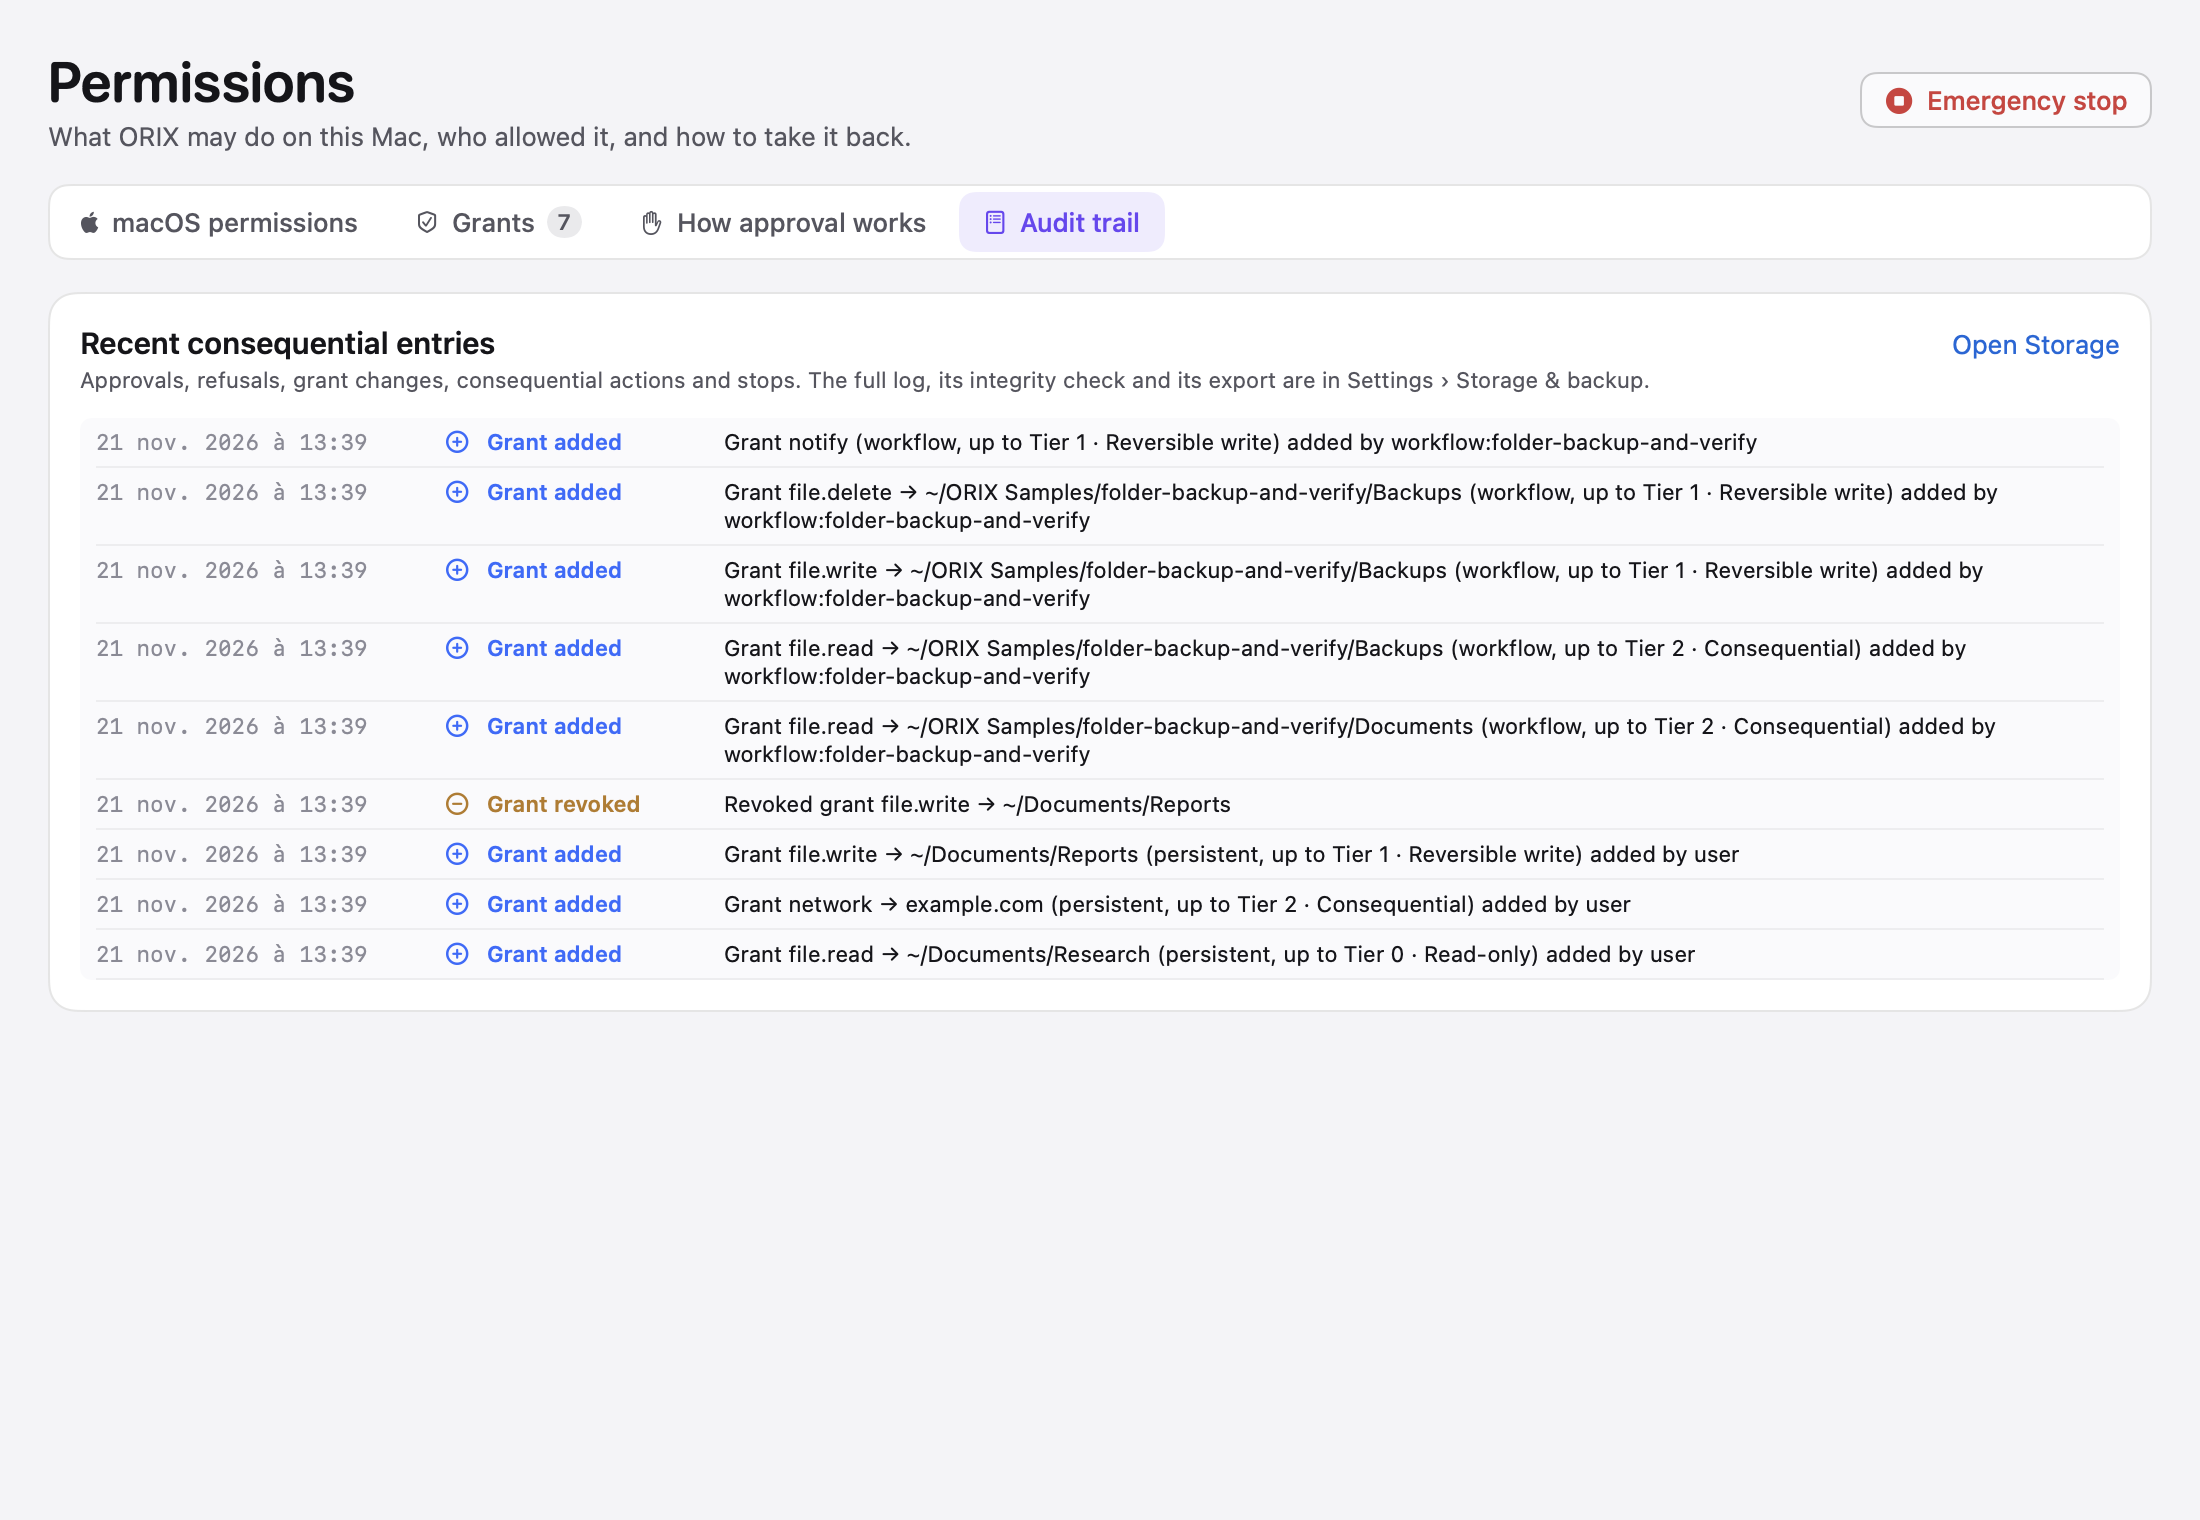 Permissions
What ORIX may do on this Mac, who allowed it, and how to take it back.
Emergency stop
macOS permissions
Grants 7
How approval works
Audit trail
Recent consequential entries
Open Storage
Approvals, refusals, grant changes, consequential actions and stops. The full log, its integrity check and its export are in Settings › Storage & backup.
21 nov. 2026 à 13:39 Grant added Grant notify (workflow, up to Tier 1 · Reversible write) added by workflow:folder-backup-and-verify
21 nov. 2026 à 13:39 Grant added Grant file.delete → ~/ORIX Samples/folder-backup-and-verify/Backups (workflow, up to Tier 1 · Reversible write) added by
workflow:folder-backup-and-verify
21 nov. 2026 à 13:39 Grant added Grant file.write → ~/ORIX Samples/folder-backup-and-verify/Backups (workflow, up to Tier 1 · Reversible write) added by
workflow:folder-backup-and-verify
21 nov. 2026 à 13:39 Grant added Grant file.read → ~/ORIX Samples/folder-backup-and-verify/Backups (workflow, up to Tier 2 · Consequential) added by
workflow:folder-backup-and-verify
21 nov. 2026 à 13:39 Grant added Grant file.read → ~/ORIX Samples/folder-backup-and-verify/Documents (workflow, up to Tier 2 · Consequential) added by
workflow:folder-backup-and-verify
21 nov. 2026 à 13:39 Grant revoked Revoked grant file.write → ~/Documents/Reports
21 nov. 2026 à 13:39 Grant added Grant file.write → ~/Documents/Reports (persistent, up to Tier 1 · Reversible write) added by user
21 nov. 2026 à 13:39 Grant added Grant network → example.com (persistent, up to Tier 2 · Consequential) added by user
21 nov. 2026 à 13:39 Grant added Grant file.read → ~/Documents/Research (persistent, up to Tier 0 · Read-only) added by user